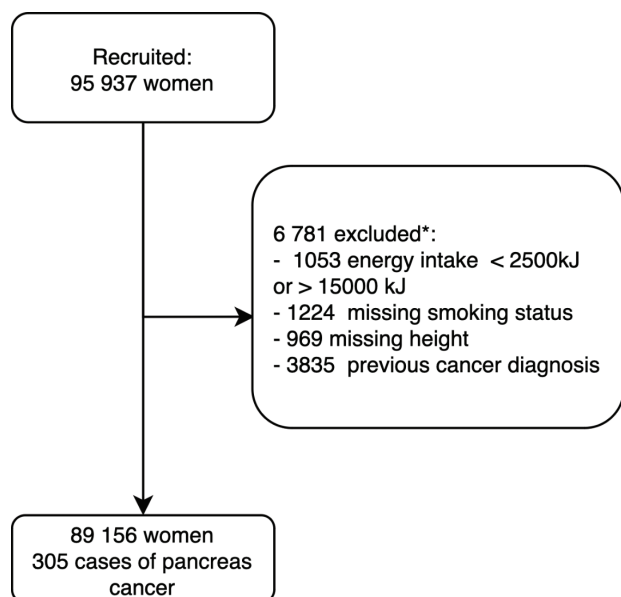 Recruited:
95 937 women
6 781 excluded*:
- 1053 energy intake < 2500kJ
or > 15000 kJ
- 1224 missing smoking status
- 969 missing height
- 3835 previous cancer diagnosis
89 156 women
305 cases of pancreas
cancer